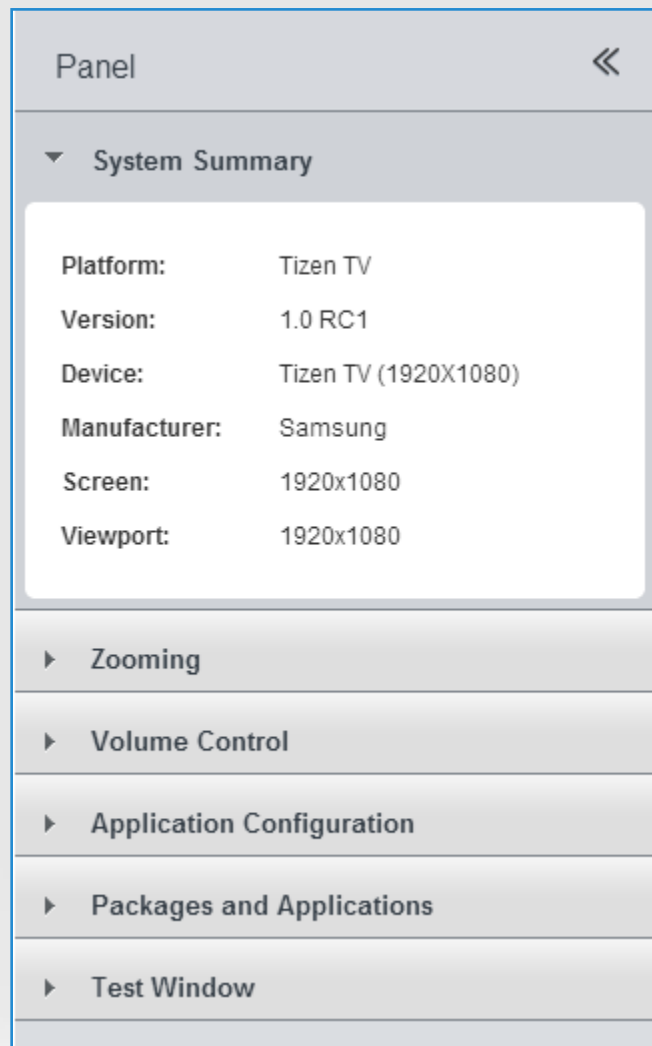 Panel
System Summary
Platform: Tizen TV
Version: 1.0 RC1
Device: Tizen TV (1920X1080)
Manufacturer: Samsung
Screen: 1920x1080
Viewport: 1920x1080
Zooming
Volume Control
Application Configuration
Packages and Applications
Test Window